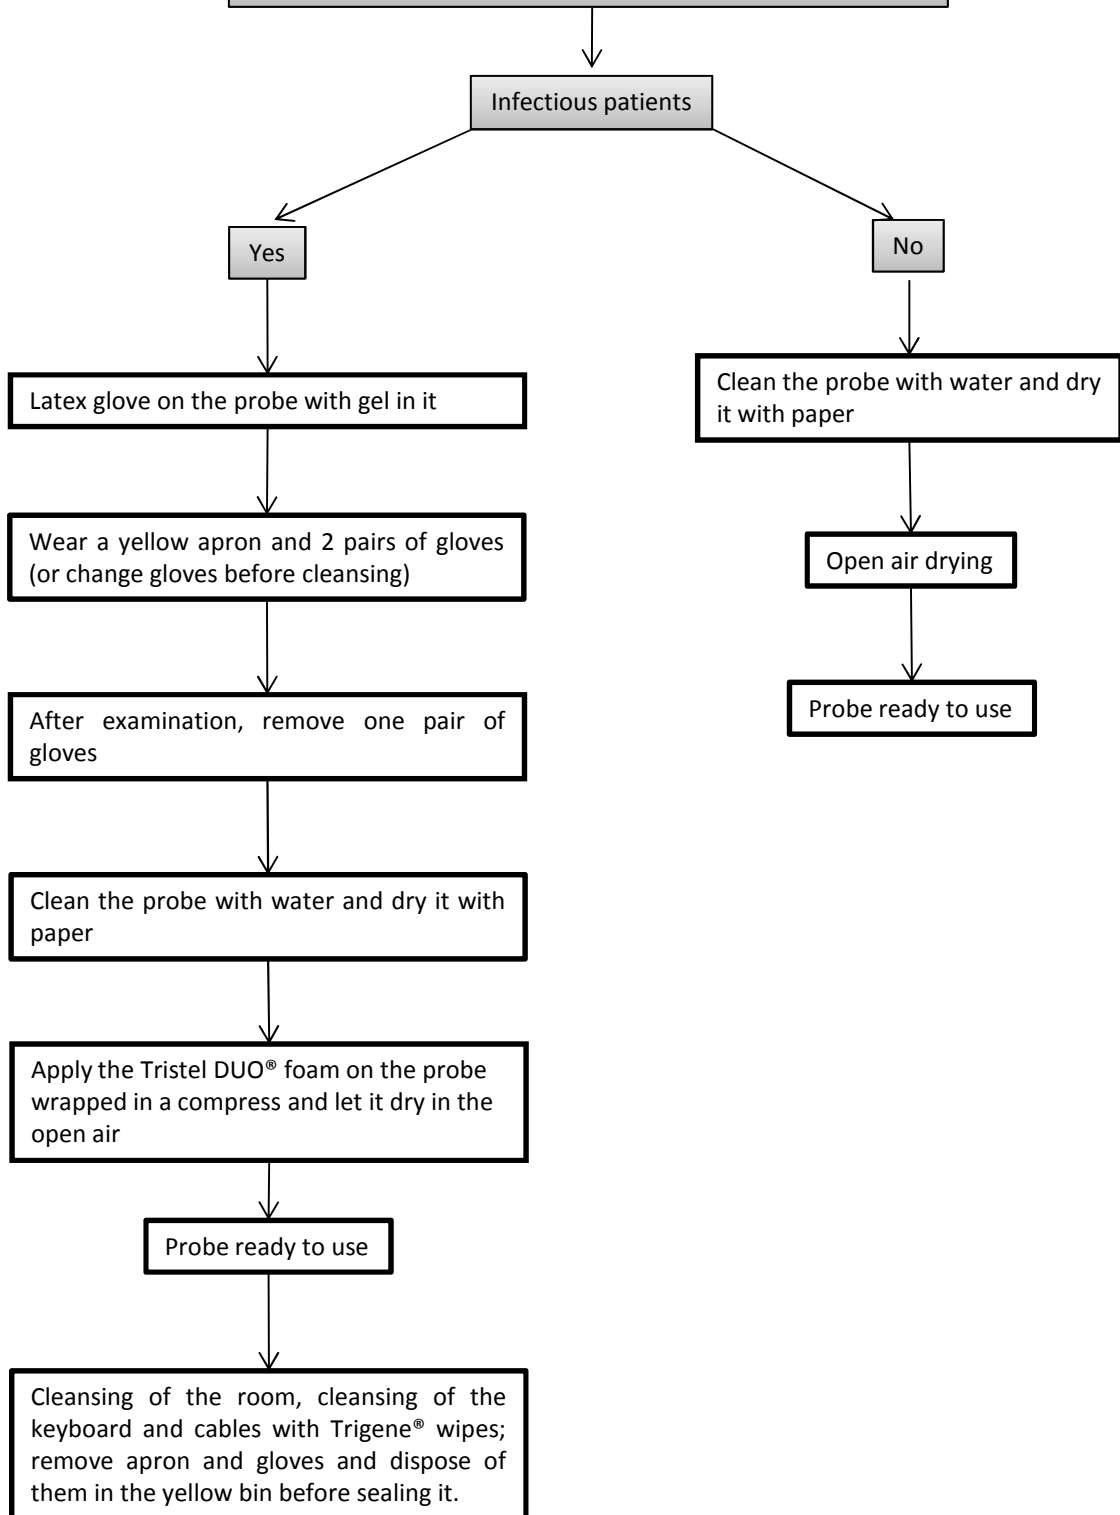 Infectious patients
Yes
No
Latex glove on the probe with gel in it
Clean the probe with water and dry
it with paper
Wear a yellow apron and 2 pairs of gloves
(or change gloves before cleansing)
Open air drying
After examination, remove one pair of
gloves
Probe ready to use
Clean the probe with water and dry it with
paper
Apply the Tristel DUO® foam on the probe
wrapped in a compress and let it dry in the
open air
Probe ready to use
Cleansing of the room, cleansing of the
keyboard and cables with Trigene® wipes;
remove apron and gloves and dispose of
them in the yellow bin before sealing it.